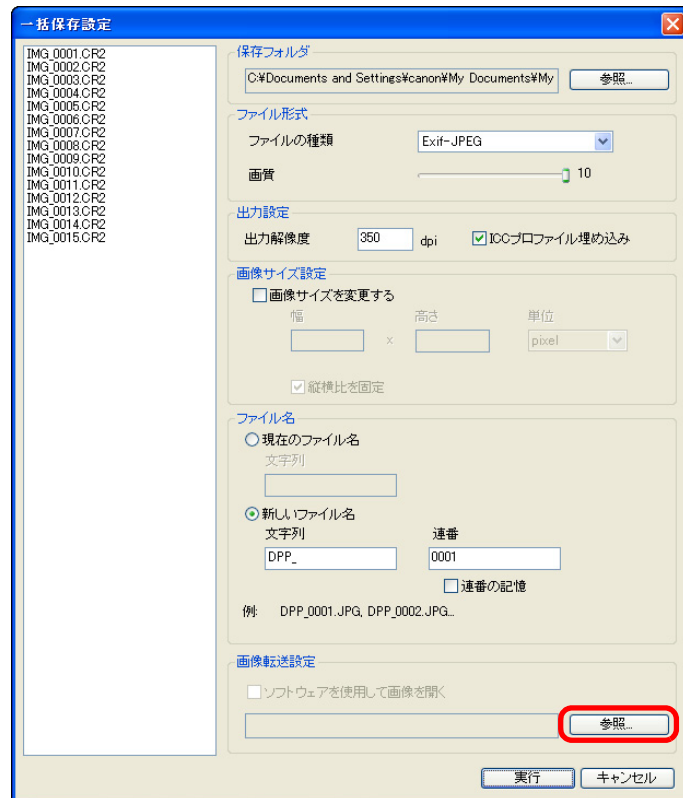 一括保存設定
IMG_0001.CR2
IMG_0002.CR2
IMG_0003.CR2
IMG_0004.CR2
IMG_0005.CR2
IMG_0006.CR2
IMG_0007.CR2
IMG_0008.CR2
IMG_0009.CR2
IMG_0010.CR2
IMG_0011.CR2
IMG_0012.CR2
IMG_0013.CR2
IMG_0014.CR2
IMG_0015.CR2
保存フォルダ
C:¥Documents and Settings¥canon¥My Documents¥My 参照...
ファイル形式
ファイルの種類 Exif-JPEG
画質 10
出力設定
出力解像度 350 dpi ICCプロファイル埋め込み
画像サイズ設定
画像サイズを変更する
幅 高さ 単位
x pixel
縦横比を固定
ファイル名
現在のファイル名
文字列
新しいファイル名
文字列 連番
DPP_ 0001
連番の記憶
例: DPP_0001.JPG, DPP_0002.JPG...
画像転送設定
ソフトウェアを使用して画像を開く
参照...
実行 キャンセル